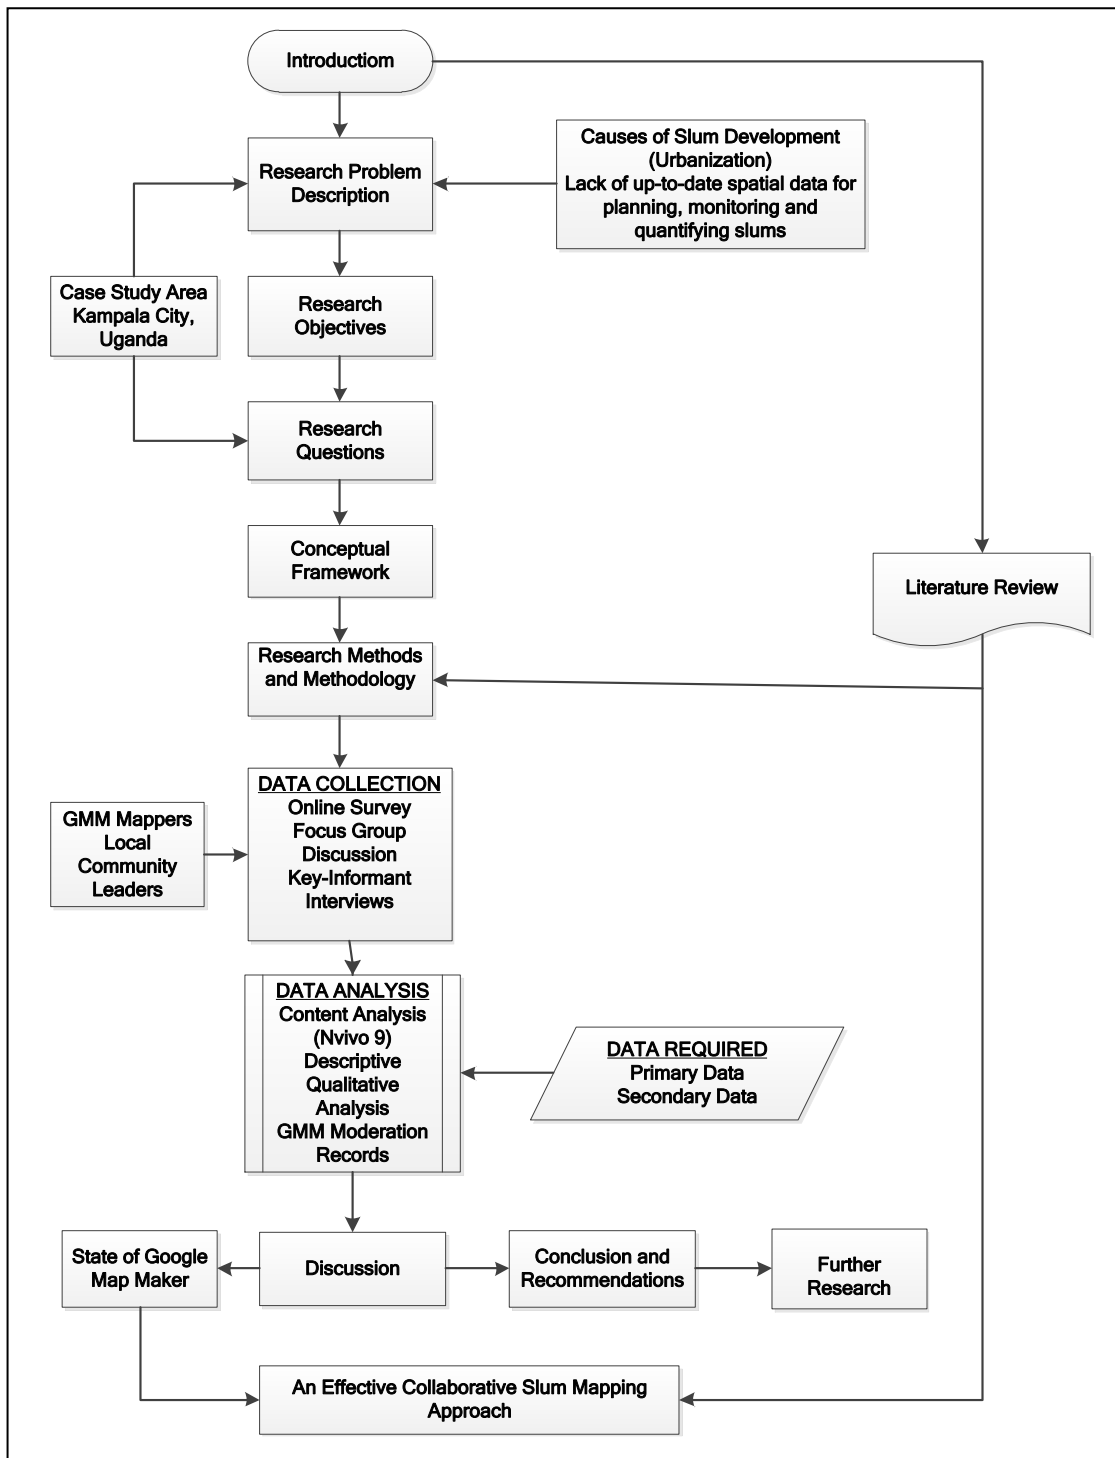 Introductiom
Research Problem
Description
Causes of Slum Development
(Urbanization)
Lack of up-to-date spatial data for
planning, monitoring and
quantifying slums
Case Study Area
Kampala City,
Uganda
Research
Objectives
Research
Questions
Conceptual
Framework
Literature Review
Research Methods
and Methodology
DATA COLLECTION
Online Survey
Focus Group
Discussion
Key-Informant
Interviews
GMM Mappers
Local
Community
Leaders
DATA ANALYSIS
Content Analysis
(Nvivo 9)
Descriptive
Qualitative
Analysis
GMM Moderation
Records
DATA REQUIRED
Primary Data
Secondary Data
State of Google
Map Maker
Discussion
Conclusion and
Recommendations
Further
Research
An Effective Collaborative Slum Mapping
Approach